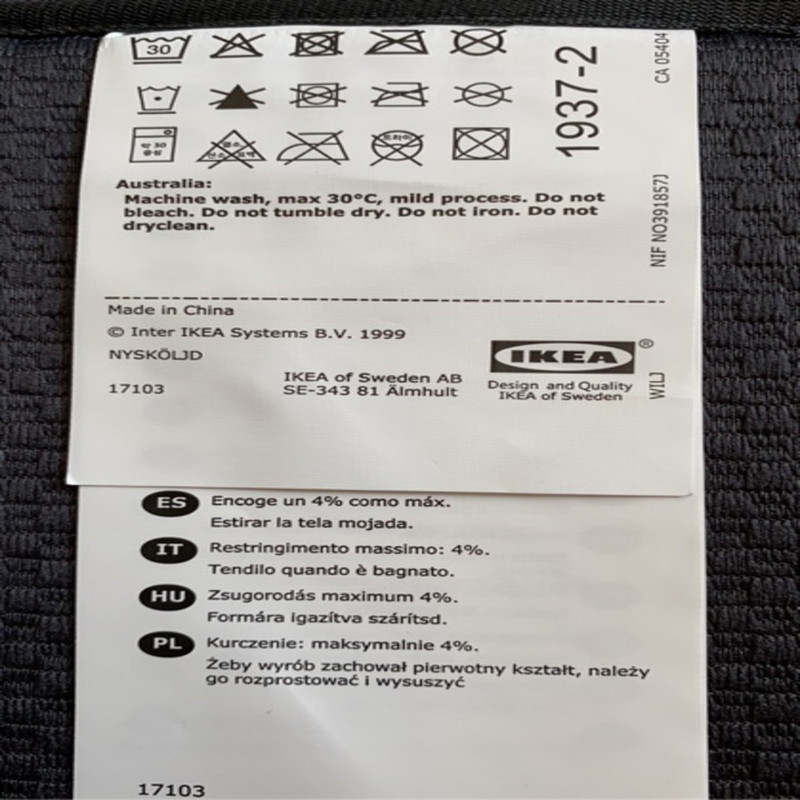 30
1937-2
CA 05404
Australia:
Machine wash, max 30°C, mild process. Do not
bleach. Do not tumble dry. Do not iron. Do not
dryclean.
NIF NO391857J
Made in China
© Inter IKEA Systems B.V. 1999
NYSKÖLJD
17103
IKEA of Sweden AB
SE-343 81 Älmhult
IKEA®
Design and Quality
IKEA of Sweden
WILJ
ES Encoge un 4% como máx.
Estirar la tela mojada.
IT Restringimento massimo: 4%.
Tendilo quando è bagnato.
HU Zsugorodás maximum 4%.
Formára igazítva szárítsd.
PL Kurczenie: maksymalnie 4%.
Żeby wyrób zachował pierwotny kształt, należy
go rozprostować i wysuszyć
17103